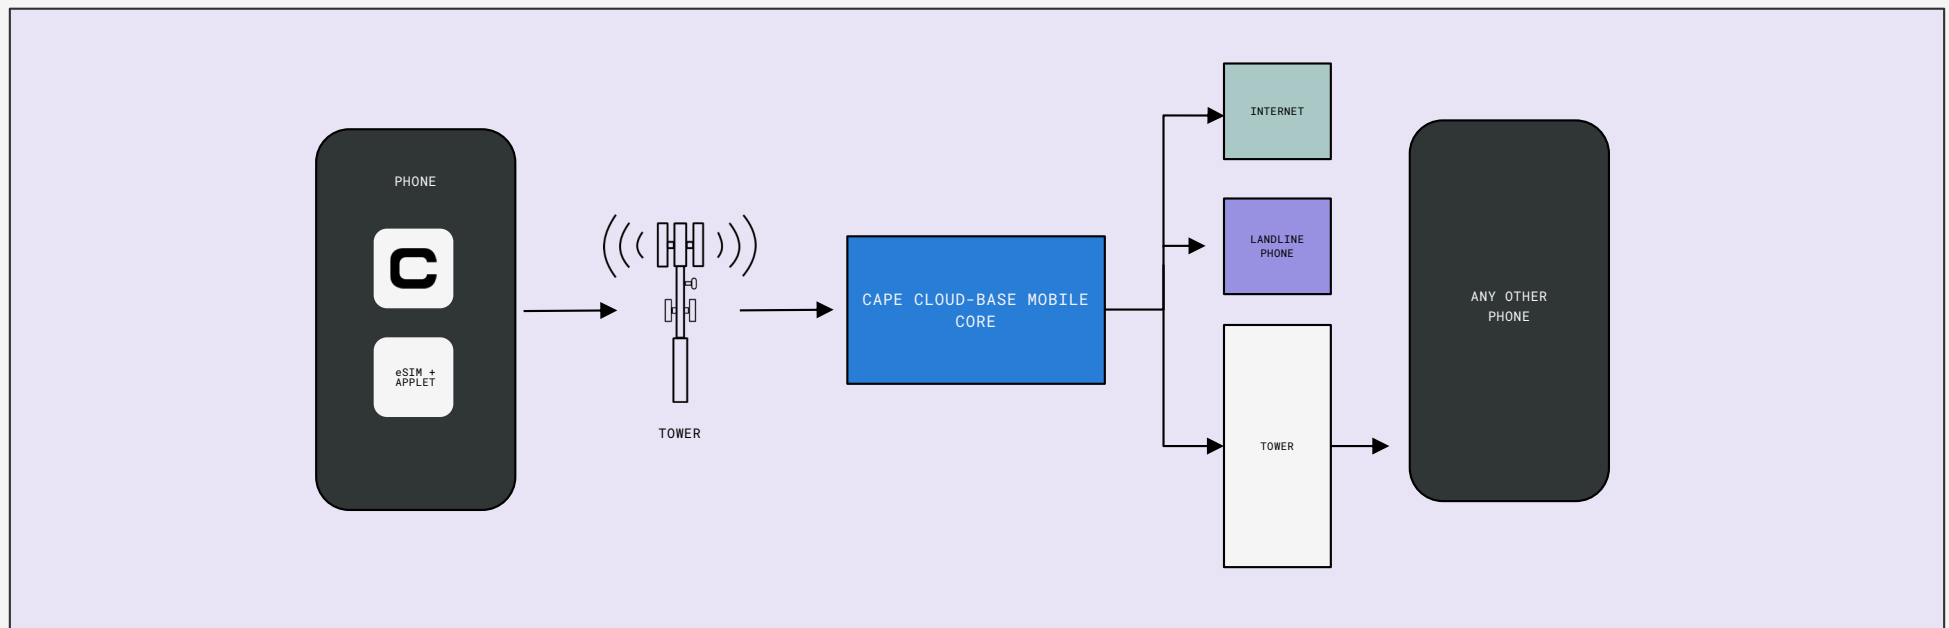 PHONE
C
eSIM +
APPLET
TOWER
CAPE CLOUD-BASE MOBILE
CORE
INTERNET
LANDLINE
PHONE
TOWER
ANY OTHER
PHONE